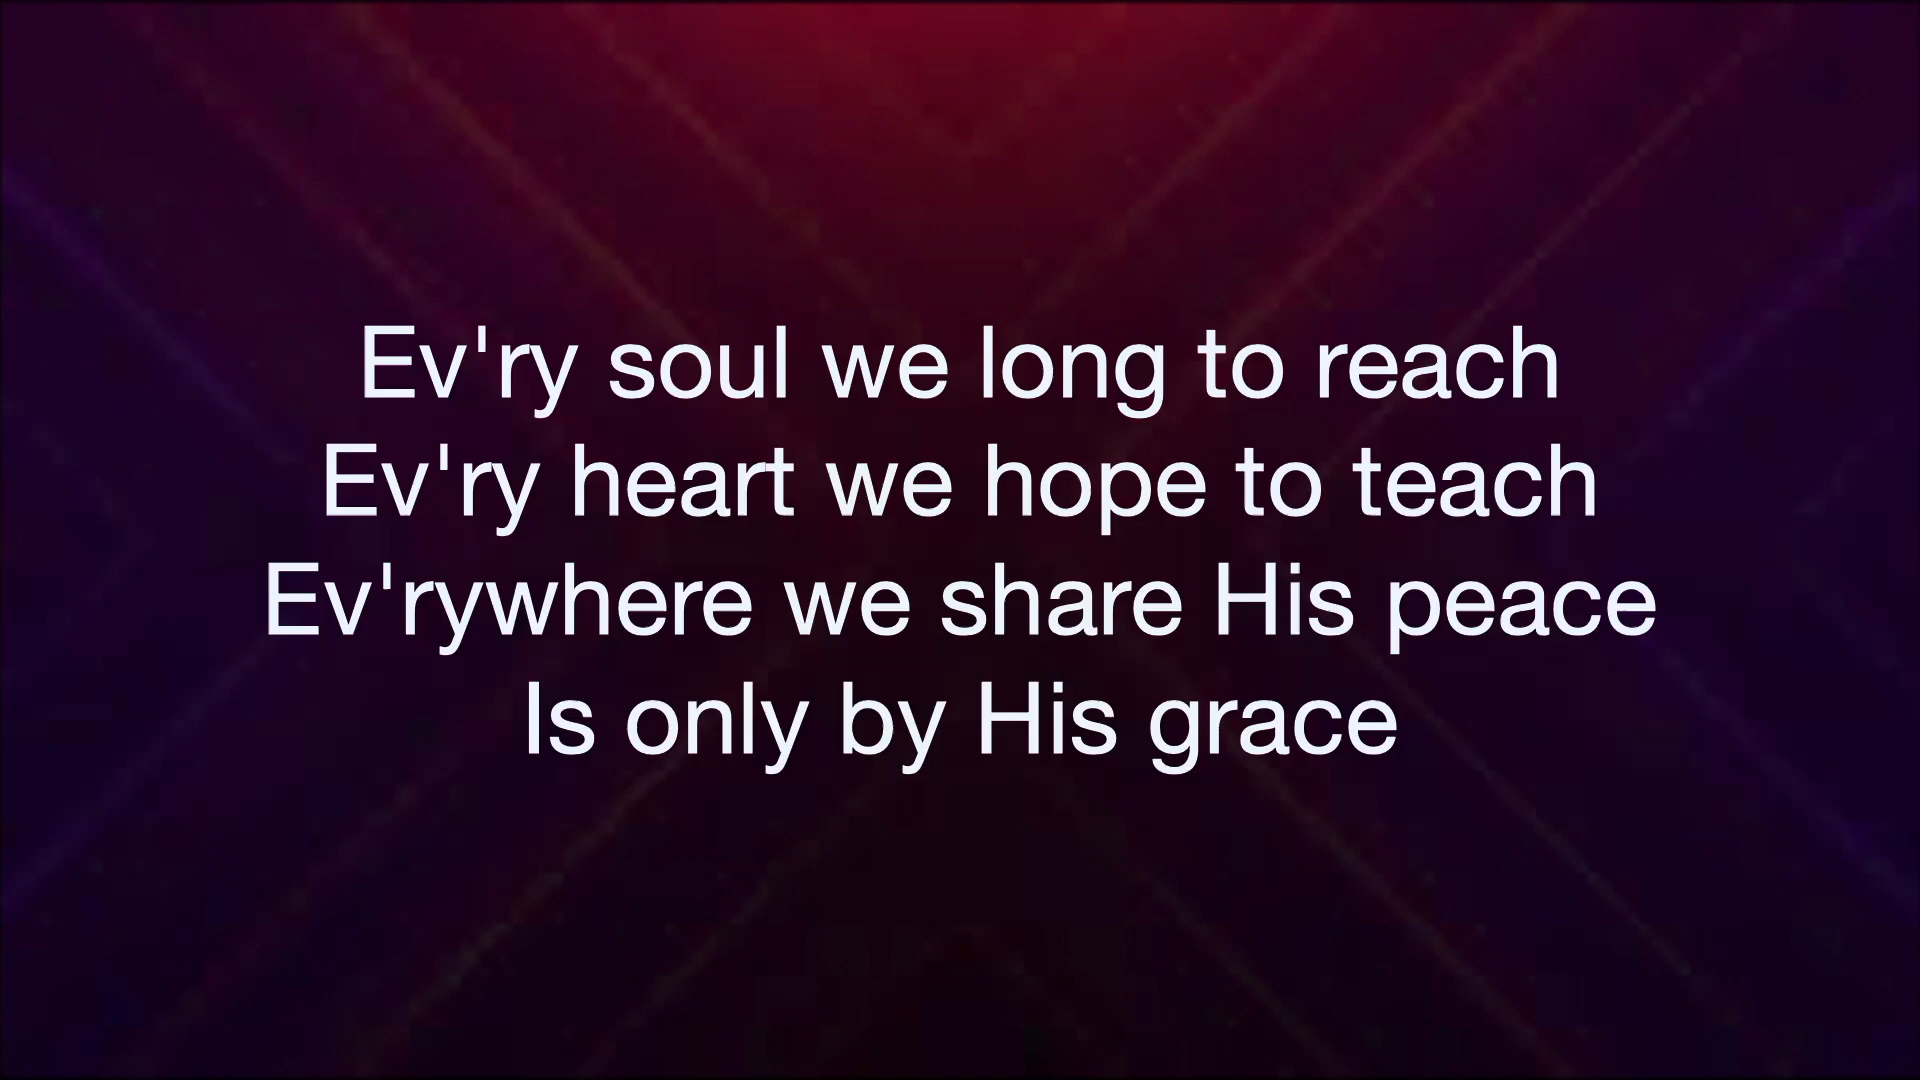 Ev'ry soul we long to reach
Ev'ry heart we hope to teach
Ev'rywhere we share His peace
Is only by His grace